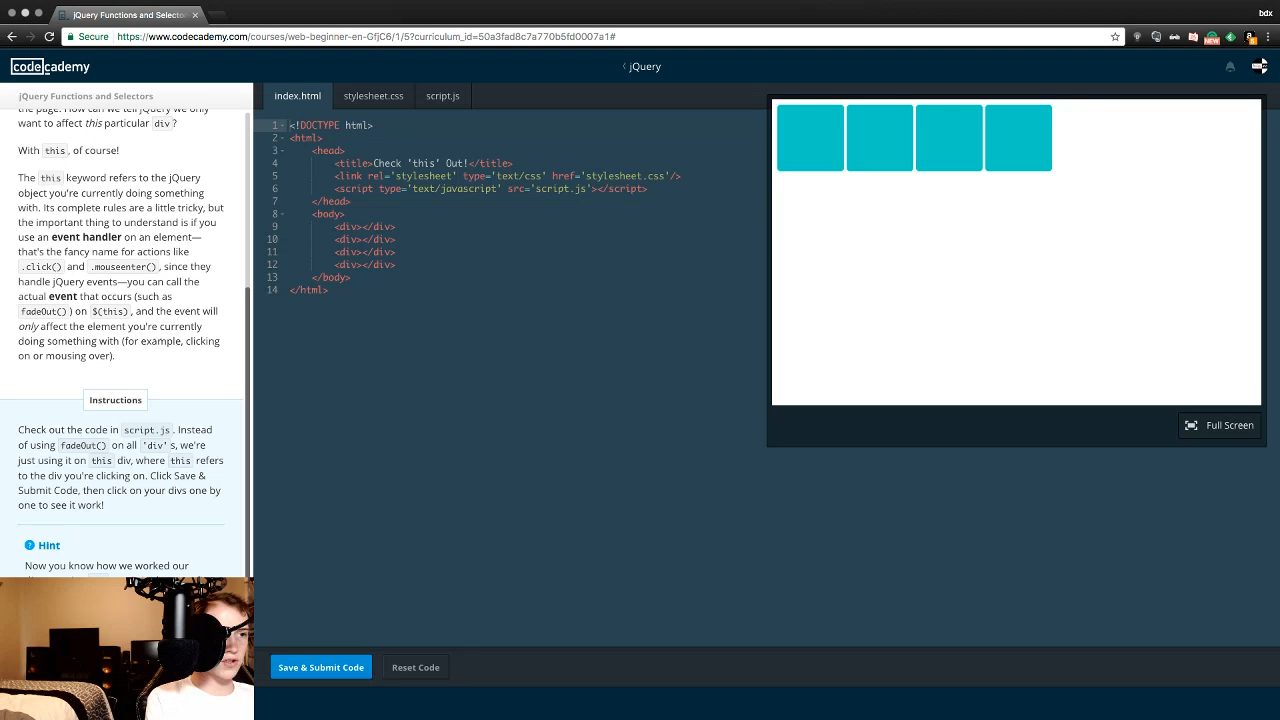 jQuery Functions and Selector
bdx
Secure
https://www.codecademy.com/courses/web-beginner-en-GfjC6/1/5?curriculum_id=50a3fad8c7a770b5fd0007a1#
NEW
codecademy
jQuery
jQuery Functions and Selectors
index.html
stylesheet.css
script.js
the page. How can we tell jQuery we only
want to affect this particular div?
With this, of course!
The this keyword refers to the jQuery
object you're currently doing something
with. Its complete rules are a little tricky, but
the important thing to understand is if you
use an event handler on an element—
that's the fancy name for actions like
.click() and .mouseenter(), since they
handle jQuery events—you can call the
actual event that occurs (such as
fadeOut()) on $(this), and the event will
only affect the element you're currently
doing something with (for example, clicking
on or mousing over).
Instructions
Check out the code in script.js. Instead
of using fadeOut() on all 'div's, we're
just using it on this div, where this refers
to the div you're clicking on. Click Save &
Submit Code, then click on your divs one by
one to see it work!
Hint
Now you know how we worked our
1 <!DOCTYPE html>
2 <html>
3 <head>
4 <title>Check 'this' Out!</title>
5 <link rel='stylesheet' type='text/css' href='stylesheet.css'/>
6 <script type='text/javascript' src='script.js'></script>
7 </head>
8 <body>
9 <div></div>
10 <div></div>
11 <div></div>
12 <div></div>
13 </body>
14 </html>
Full Screen
Save & Submit Code
Reset Code